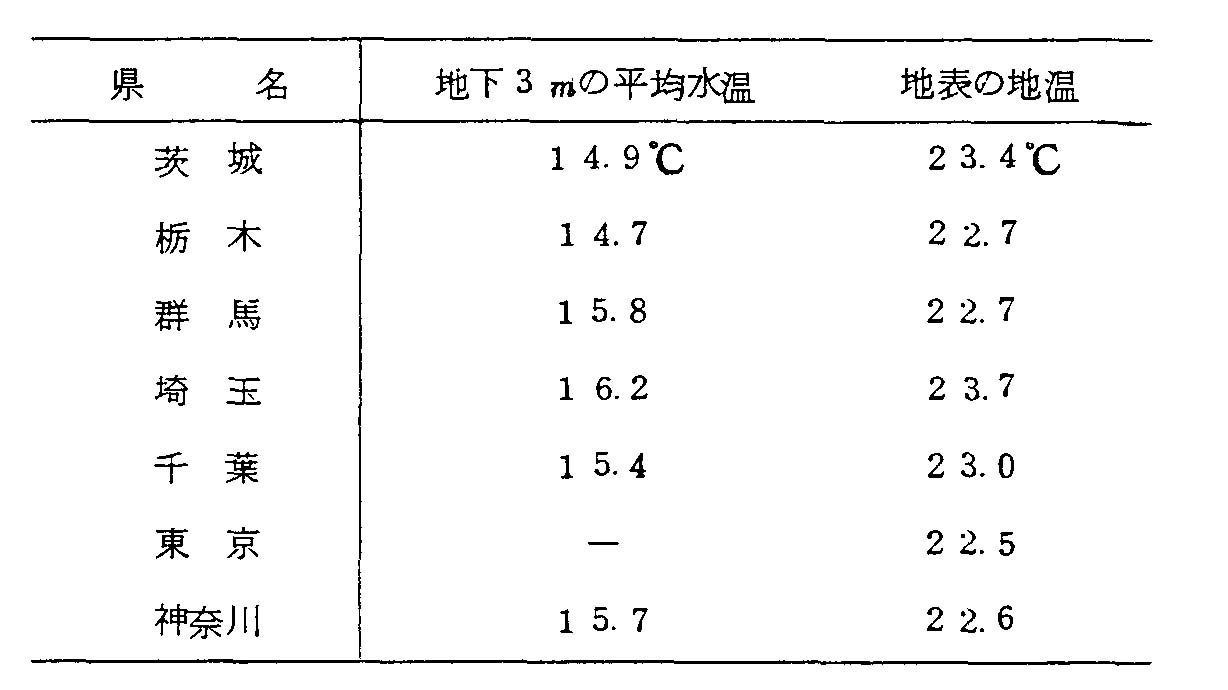 県 名 地下3mの平均水温 地表の地温
茨城 14.9℃ 23.4℃
栃木 14.7 22.7
群馬 15.8 22.7
埼玉 16.2 23.7
千葉 15.4 23.0
東京 — 22.5
神奈川 15.7 22.6